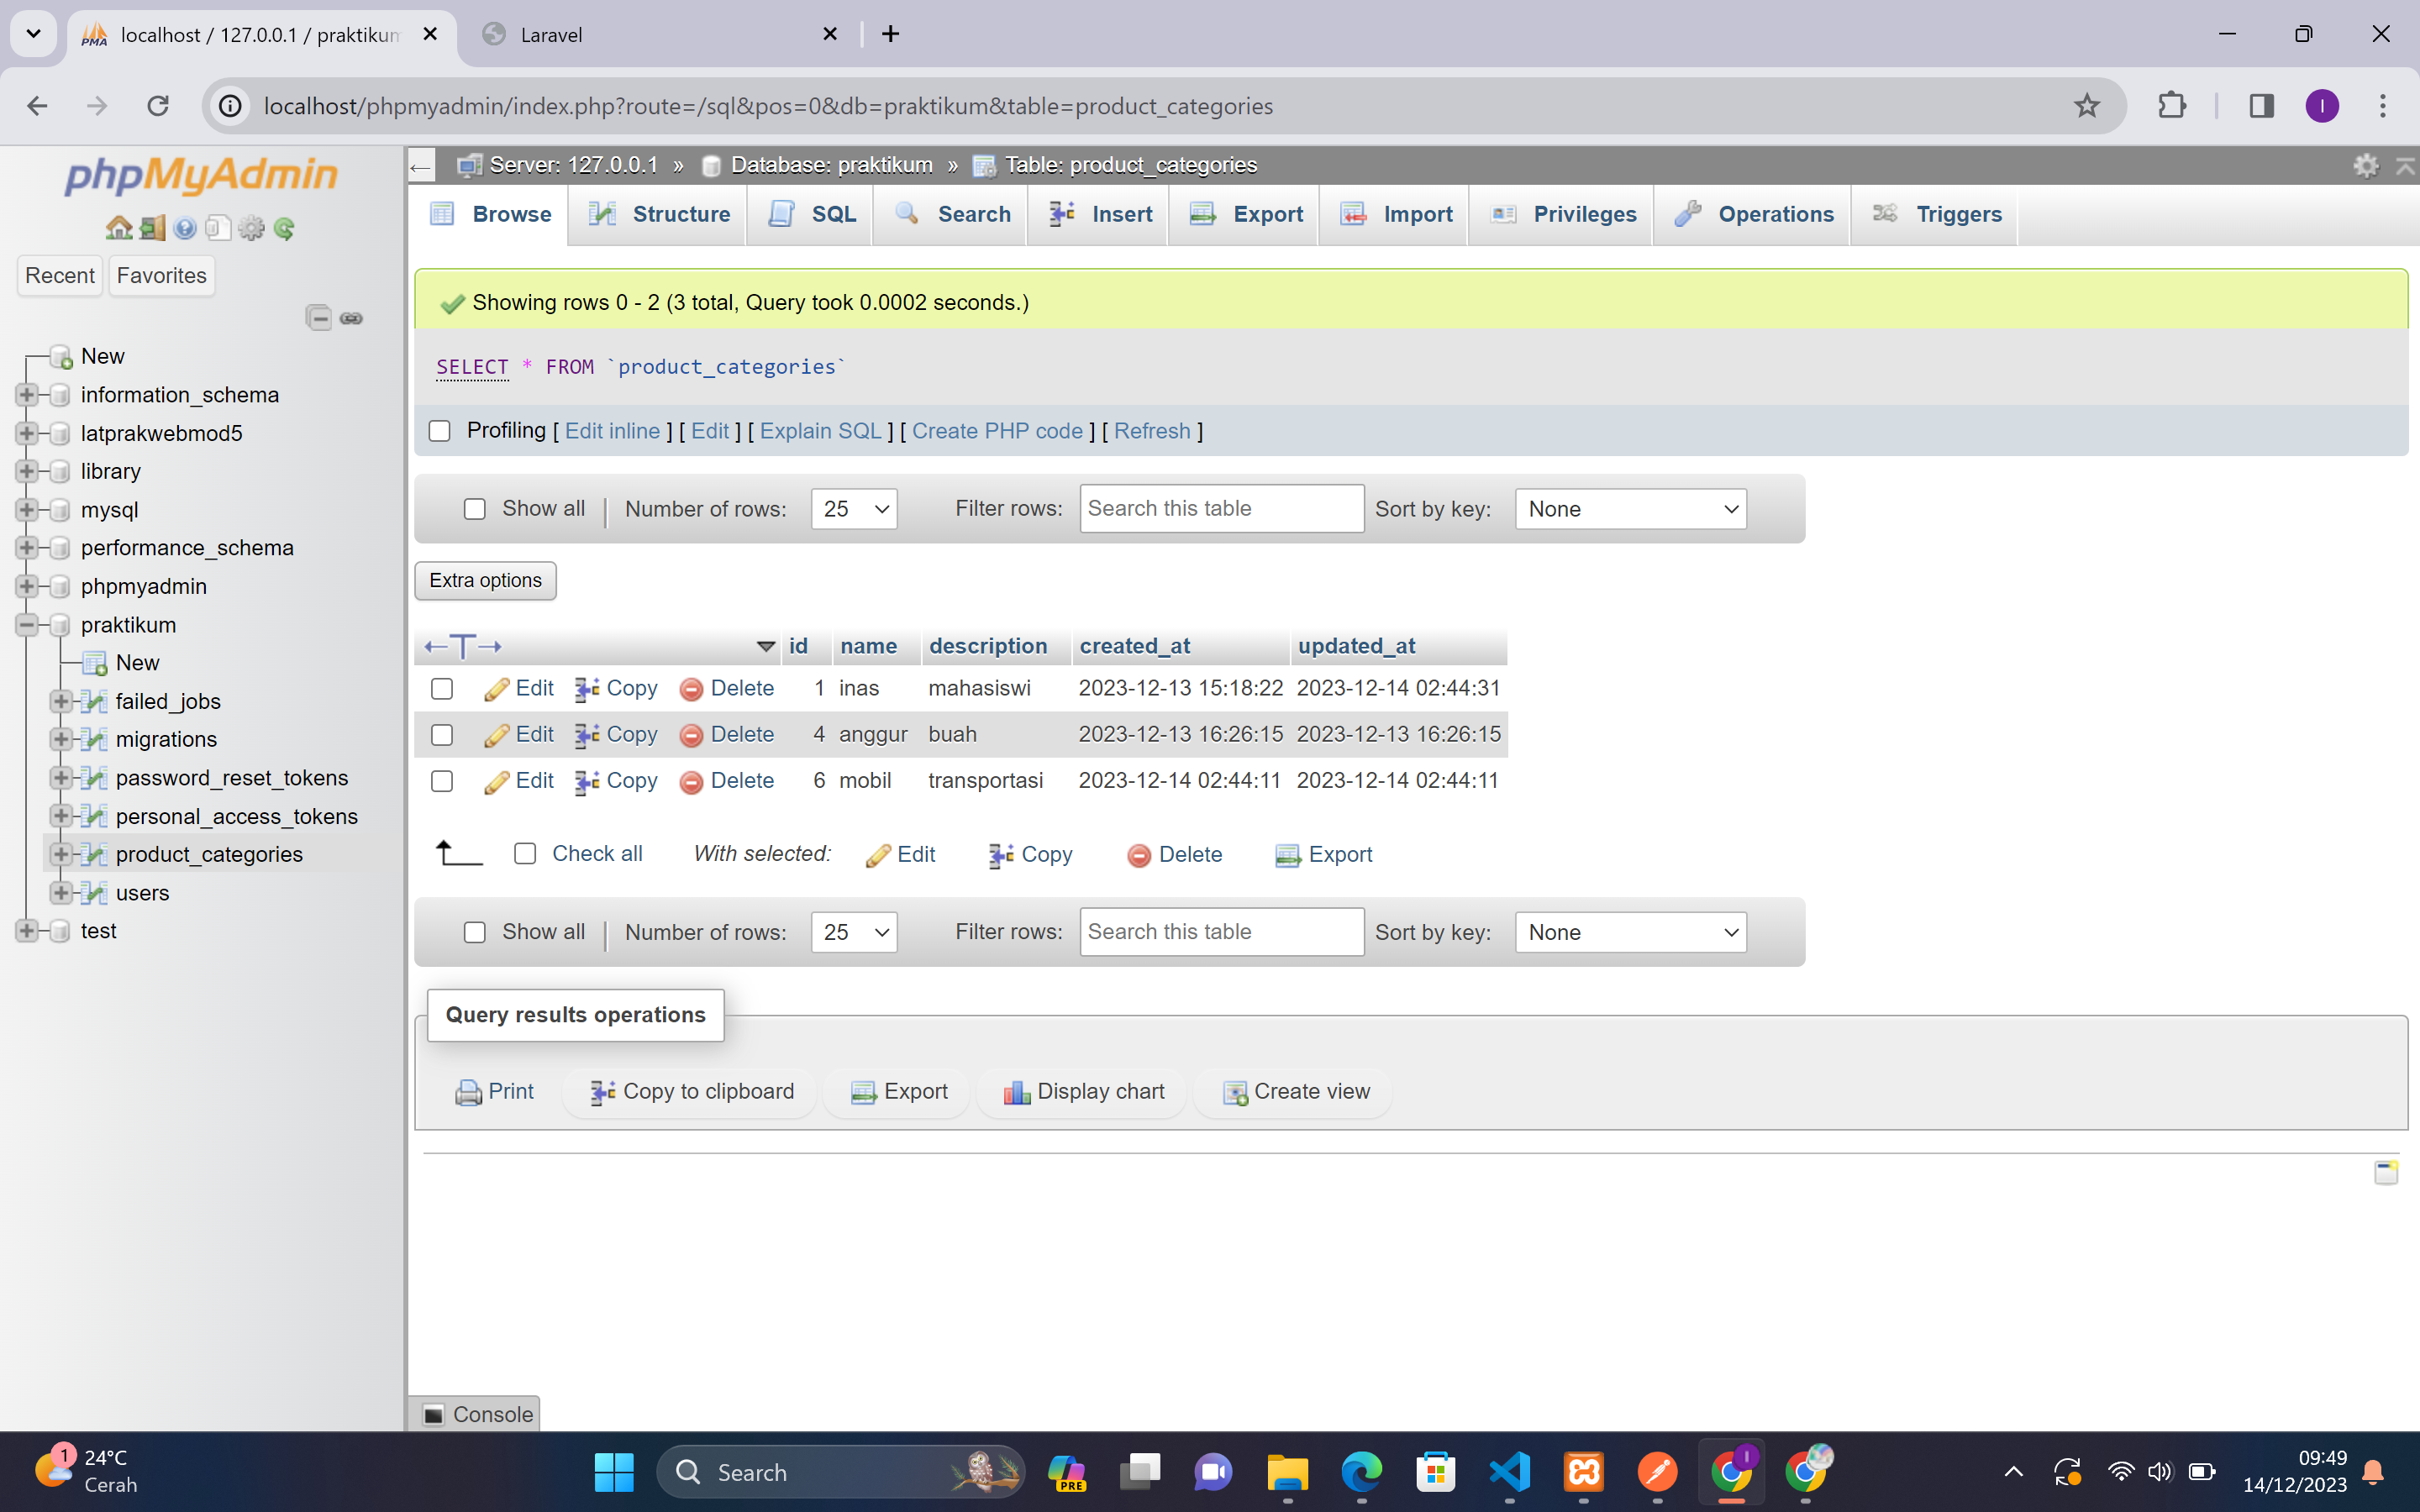 localhost / 127.0.0.1 / praktikum
Laravel
localhost/phpmyadmin/index.php?route=/sql&pos=0&db=praktikum&table=product_categories
I
phpMyAdmin
Recent Favorites
New
information_schema
latprakwebmod5
library
mysql
performance_schema
phpmyadmin
praktikum
New
failed_jobs
migrations
password_reset_tokens
personal_access_tokens
product_categories
users
test
Server: 127.0.0.1 » Database: praktikum » Table: product_categories
Browse Structure SQL Search Insert Export Import Privileges Operations Triggers
Showing rows 0 - 2 (3 total, Query took 0.0002 seconds.)
SELECT * FROM `product_categories`
Profiling [ Edit inline ] [ Edit ] [ Explain SQL ] [ Create PHP code ] [ Refresh ]
Show all | Number of rows: 25 Filter rows: Search this table Sort by key: None
Extra options
←T→ id name description created_at updated_at
Edit Copy Delete 1 inas mahasiswi 2023-12-13 15:18:22 2023-12-14 02:44:31
Edit Copy Delete 4 anggur buah 2023-12-13 16:26:15 2023-12-13 16:26:15
Edit Copy Delete 6 mobil transportasi 2023-12-14 02:44:11 2023-12-14 02:44:11
Check all With selected: Edit Copy Delete Export
Show all | Number of rows: 25 Filter rows: Search this table Sort by key: None
Query results operations
Print Copy to clipboard Export Display chart Create view
Console
1
24°C
Cerah
Search
PRE
I
09:49
14/12/2023